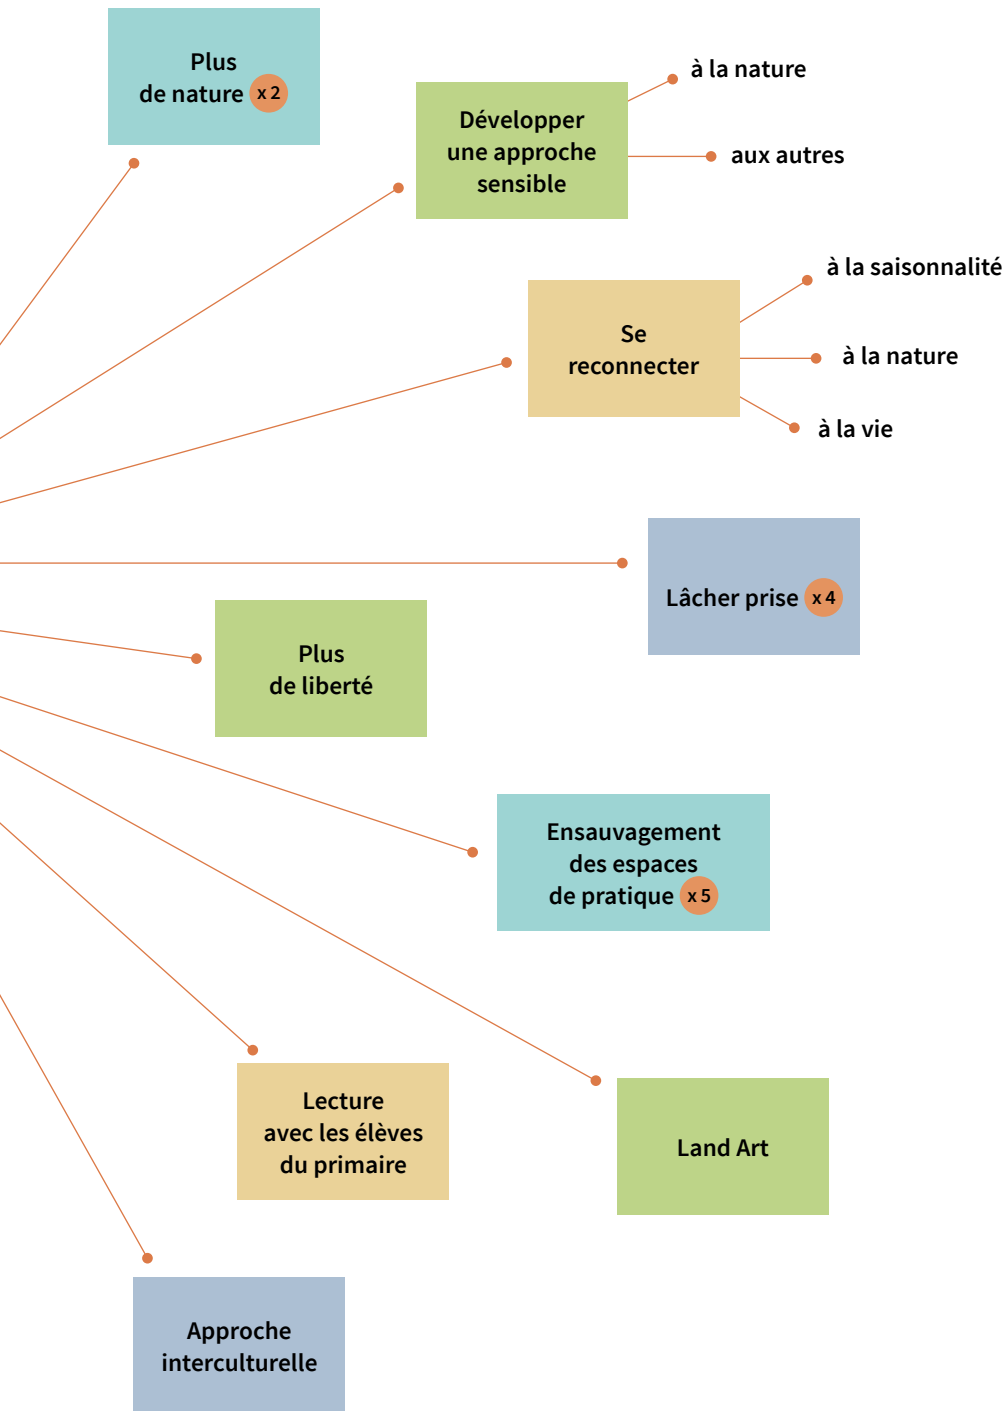 Plus
de nature x 2
Développer
une approche
sensible
à la nature
aux autres
Se
reconnecter
à la saisonnalité
à la nature
à la vie
Lâcher prise x 4
Plus
de liberté
Ensauvagement
des espaces
de pratique x 5
Lecture
avec les élèves
du primaire
Land Art
Approche
interculturelle